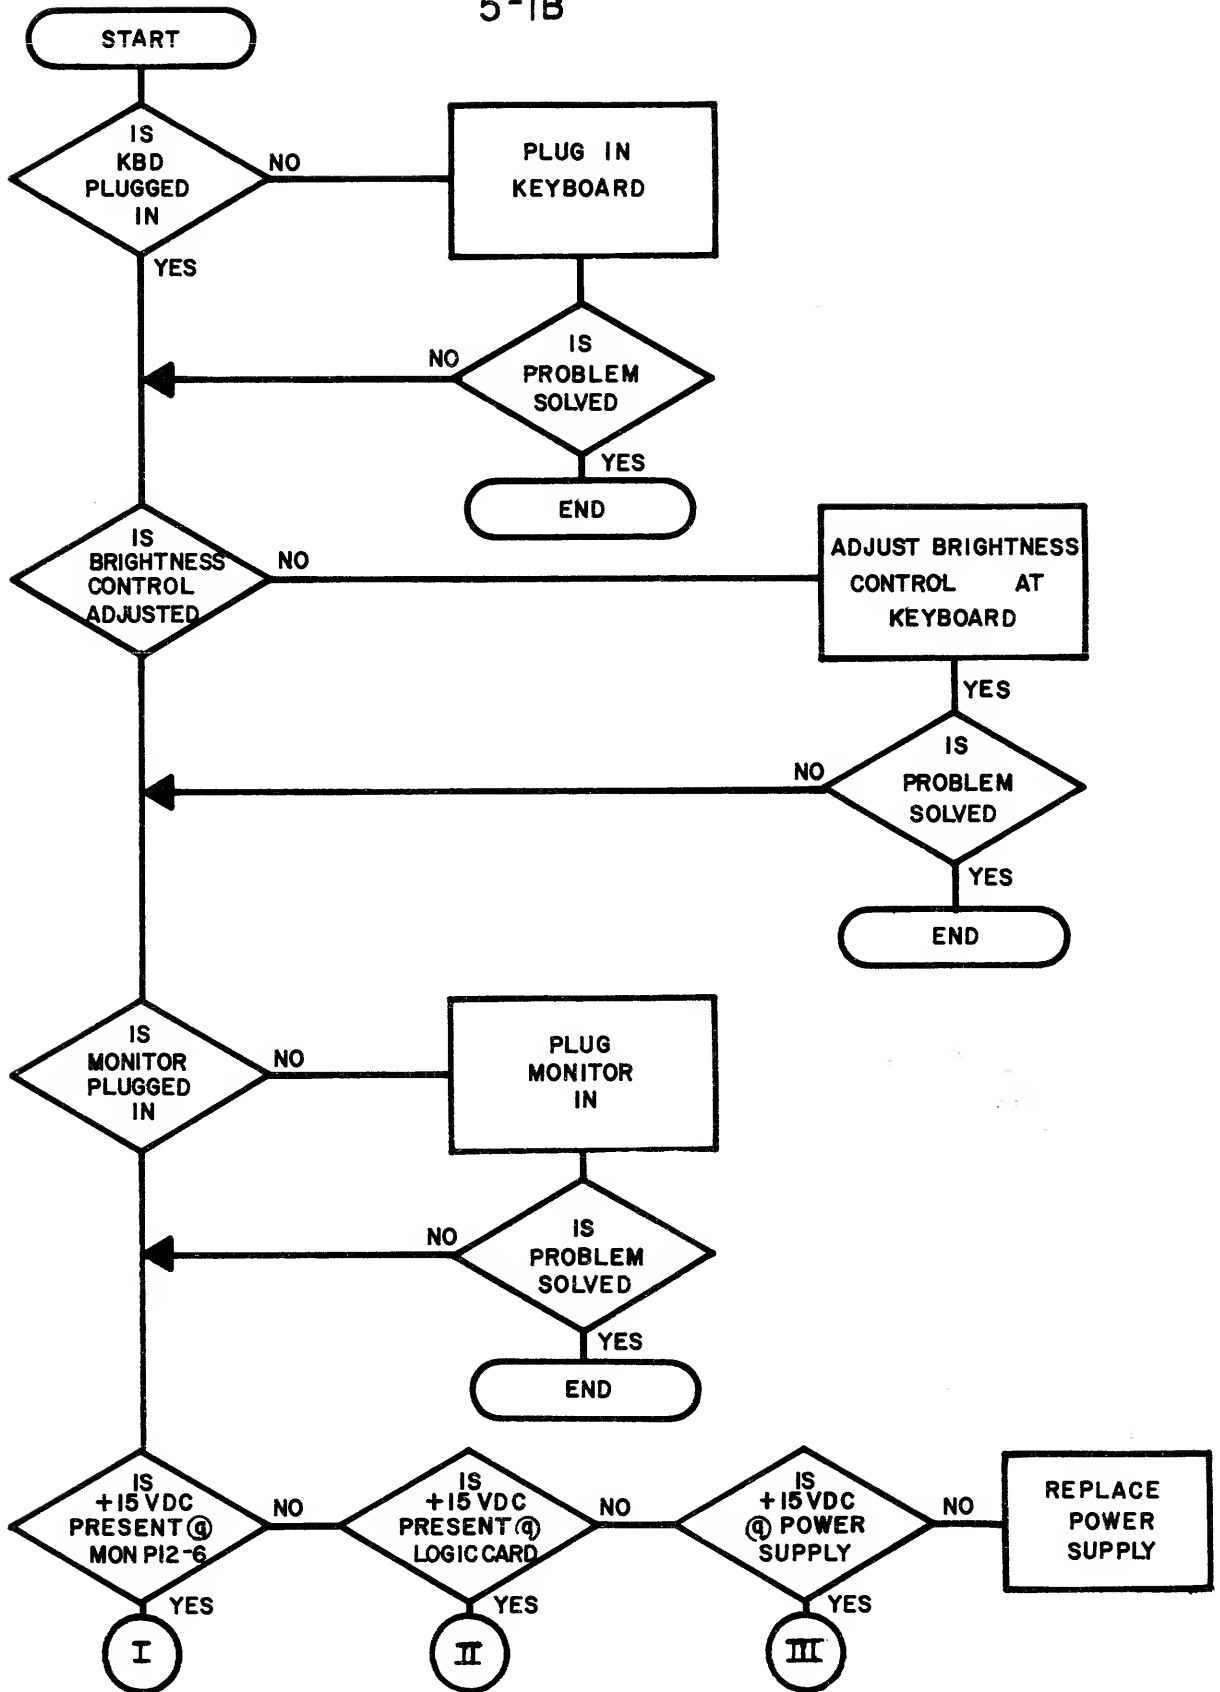 5-1B
START
IS
KBD
PLUGGED
IN
NO
YES
PLUG IN
KEYBOARD
IS
PROBLEM
SOLVED
NO
YES
END
IS
BRIGHTNESS
CONTROL
ADJUSTED
NO
ADJUST BRIGHTNESS
CONTROL AT
KEYBOARD
YES
IS
PROBLEM
SOLVED
NO
YES
END
IS
MONITOR
PLUGGED
IN
NO
PLUG
MONITOR
IN
IS
PROBLEM
SOLVED
NO
YES
END
IS
+15 VDC
PRESENT @
MON P12-6
NO
YES
I
IS
+15 VDC
PRESENT @
LOGIC CARD
NO
YES
II
IS
+15 VDC
@ POWER
SUPPLY
NO
YES
III
REPLACE
POWER
SUPPLY